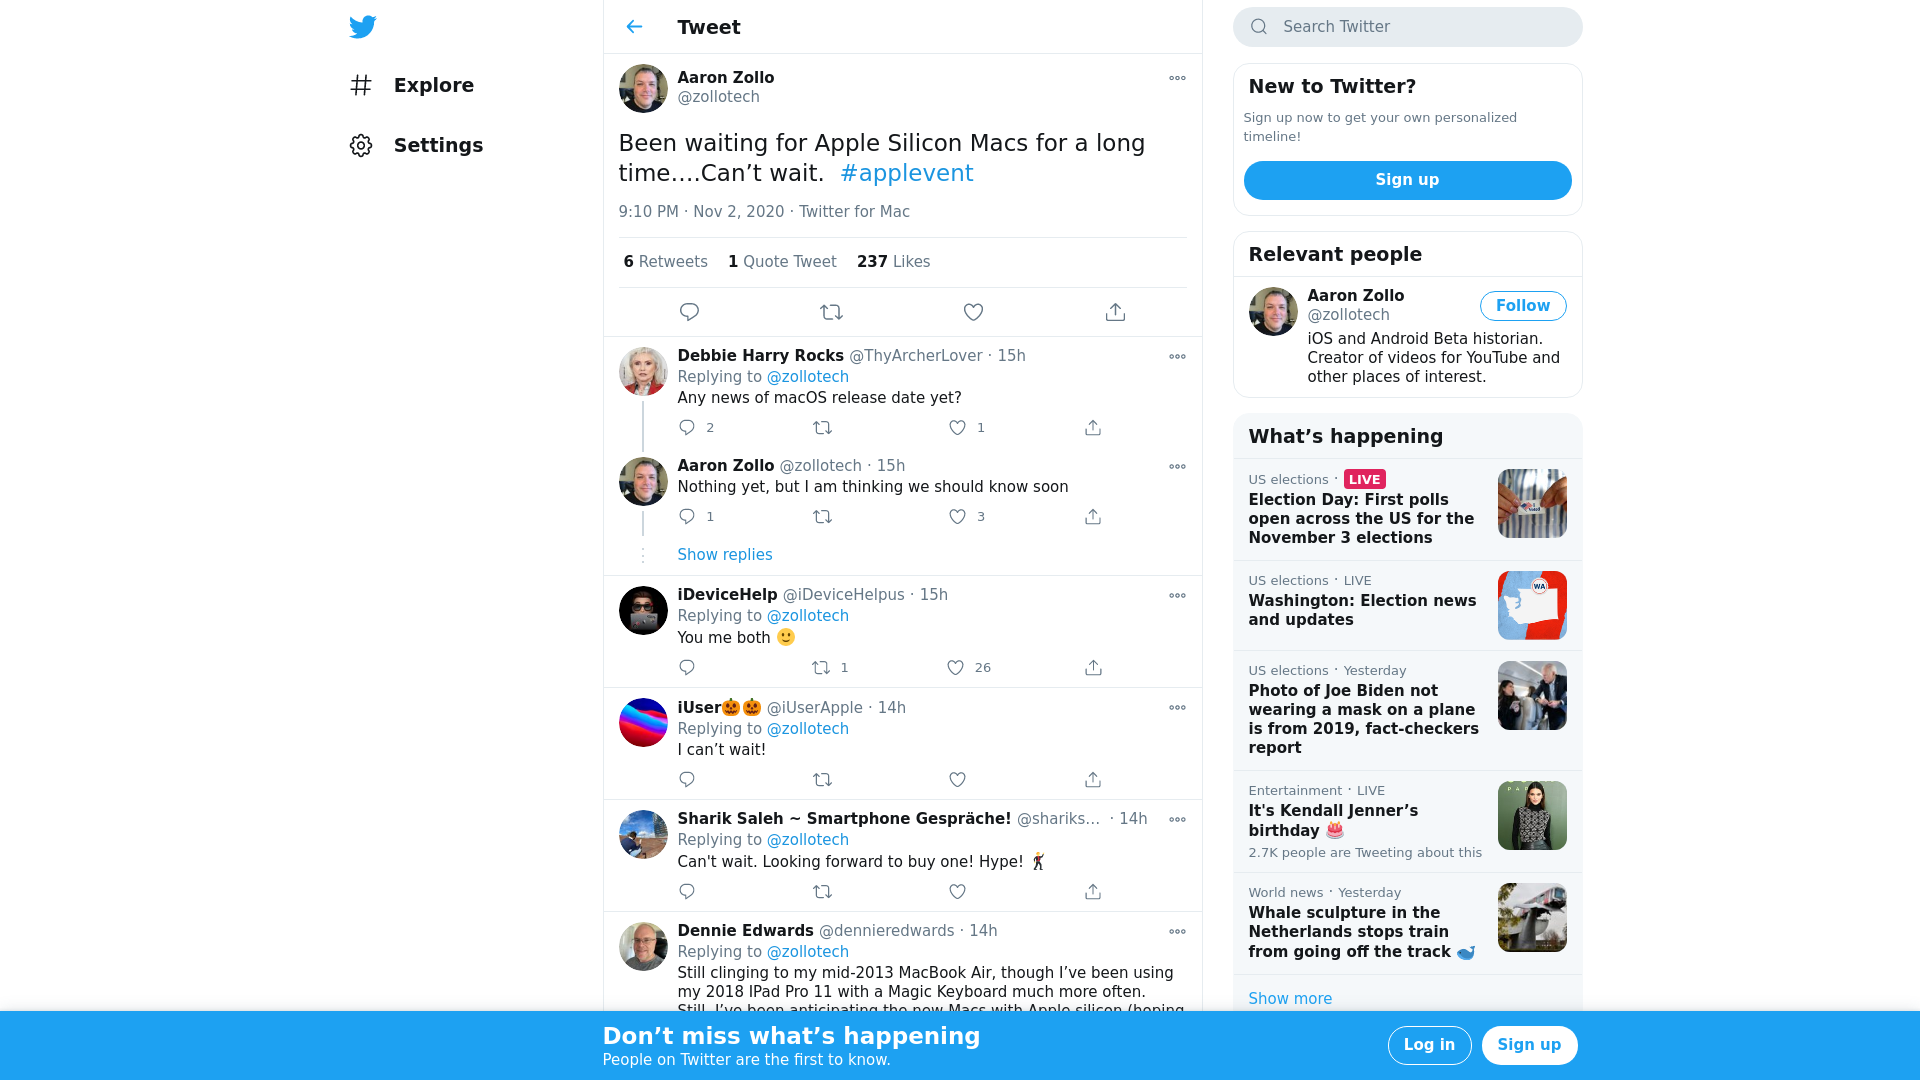 Explore
Settings
Tweet
Aaron Zollo
@zollotech
Been waiting for Apple Silicon Macs for a long
time....Can’t wait. #applevent
9:10 PM · Nov 2, 2020 · Twitter for Mac
6 Retweets 1 Quote Tweet 237 Likes
Debbie Harry Rocks @ThyArcherLover · 15h
Replying to @zollotech
Any news of macOS release date yet?
2 1
Aaron Zollo @zollotech · 15h
Nothing yet, but I am thinking we should know soon
1 3
Show replies
iDeviceHelp @iDeviceHelpus · 15h
Replying to @zollotech
You me both 🙂
1 26
iUser🎃🎃 @iUserApple · 14h
Replying to @zollotech
I can’t wait!
Sharik Saleh ~ Smartphone Gespräche! @shariks… · 14h
Replying to @zollotech
Can't wait. Looking forward to buy one! Hype! 🕺
Dennie Edwards @dennieredwards · 14h
Replying to @zollotech
Still clinging to my mid-2013 MacBook Air, though I’ve been using
my 2018 IPad Pro 11 with a Magic Keyboard much more often.
Still, I’ve been anticipating the new Macs with Apple silicon (hoping
Search Twitter
New to Twitter?
Sign up now to get your own personalized
timeline!
Sign up
Relevant people
Aaron Zollo
@zollotech
Follow
iOS and Android Beta historian.
Creator of videos for YouTube and
other places of interest.
What’s happening
US elections · LIVE
Election Day: First polls
open across the US for the
November 3 elections
US elections · LIVE
Washington: Election news
and updates
WA
US elections · Yesterday
Photo of Joe Biden not
wearing a mask on a plane
is from 2019, fact-checkers
report
Entertainment · LIVE
It's Kendall Jenner’s
birthday 🎂
2.7K people are Tweeting about this
World news · Yesterday
Whale sculpture in the
Netherlands stops train
from going off the track 🐋
Show more
Don’t miss what’s happening
People on Twitter are the first to know.
Log in
Sign up